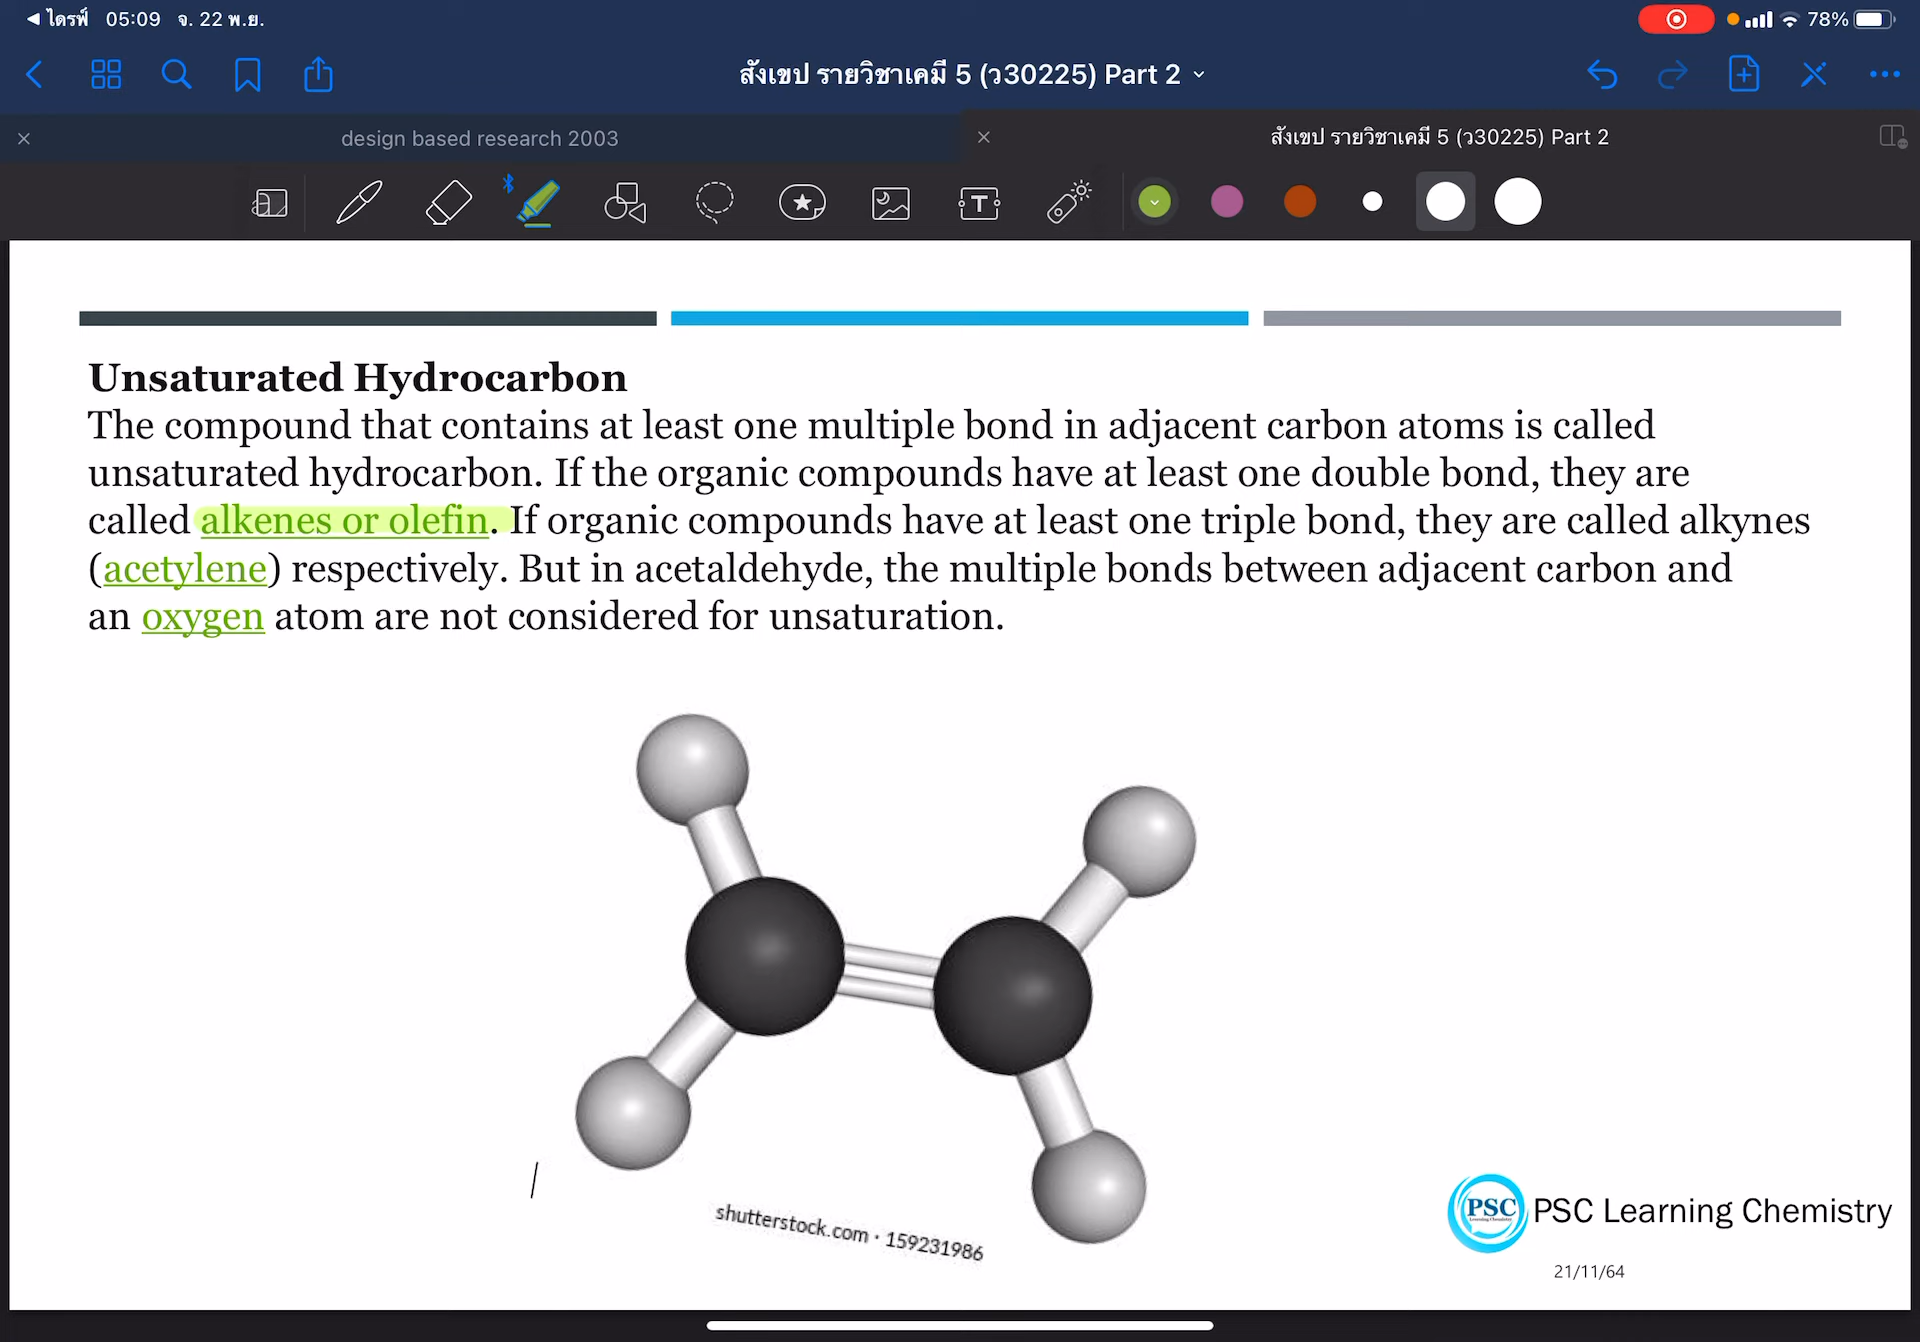 ◀ ไดรฟ์ 05:09 จ. 22 พ.ย.
78%
สังเขป รายวิชาเคมี 5 (ว30225) Part 2
design based research 2003
สังเขป รายวิชาเคมี 5 (ว30225) Part 2
T
Unsaturated Hydrocarbon
The compound that contains at least one multiple bond in adjacent carbon atoms is called
unsaturated hydrocarbon. If the organic compounds have at least one double bond, they are
called alkenes or olefin. If organic compounds have at least one triple bond, they are called alkynes
(acetylene) respectively. But in acetaldehyde, the multiple bonds between adjacent carbon and
an oxygen atom are not considered for unsaturation.
shutterstock.com · 159231986
PSC
PSC Learning Chemistry
21/11/64